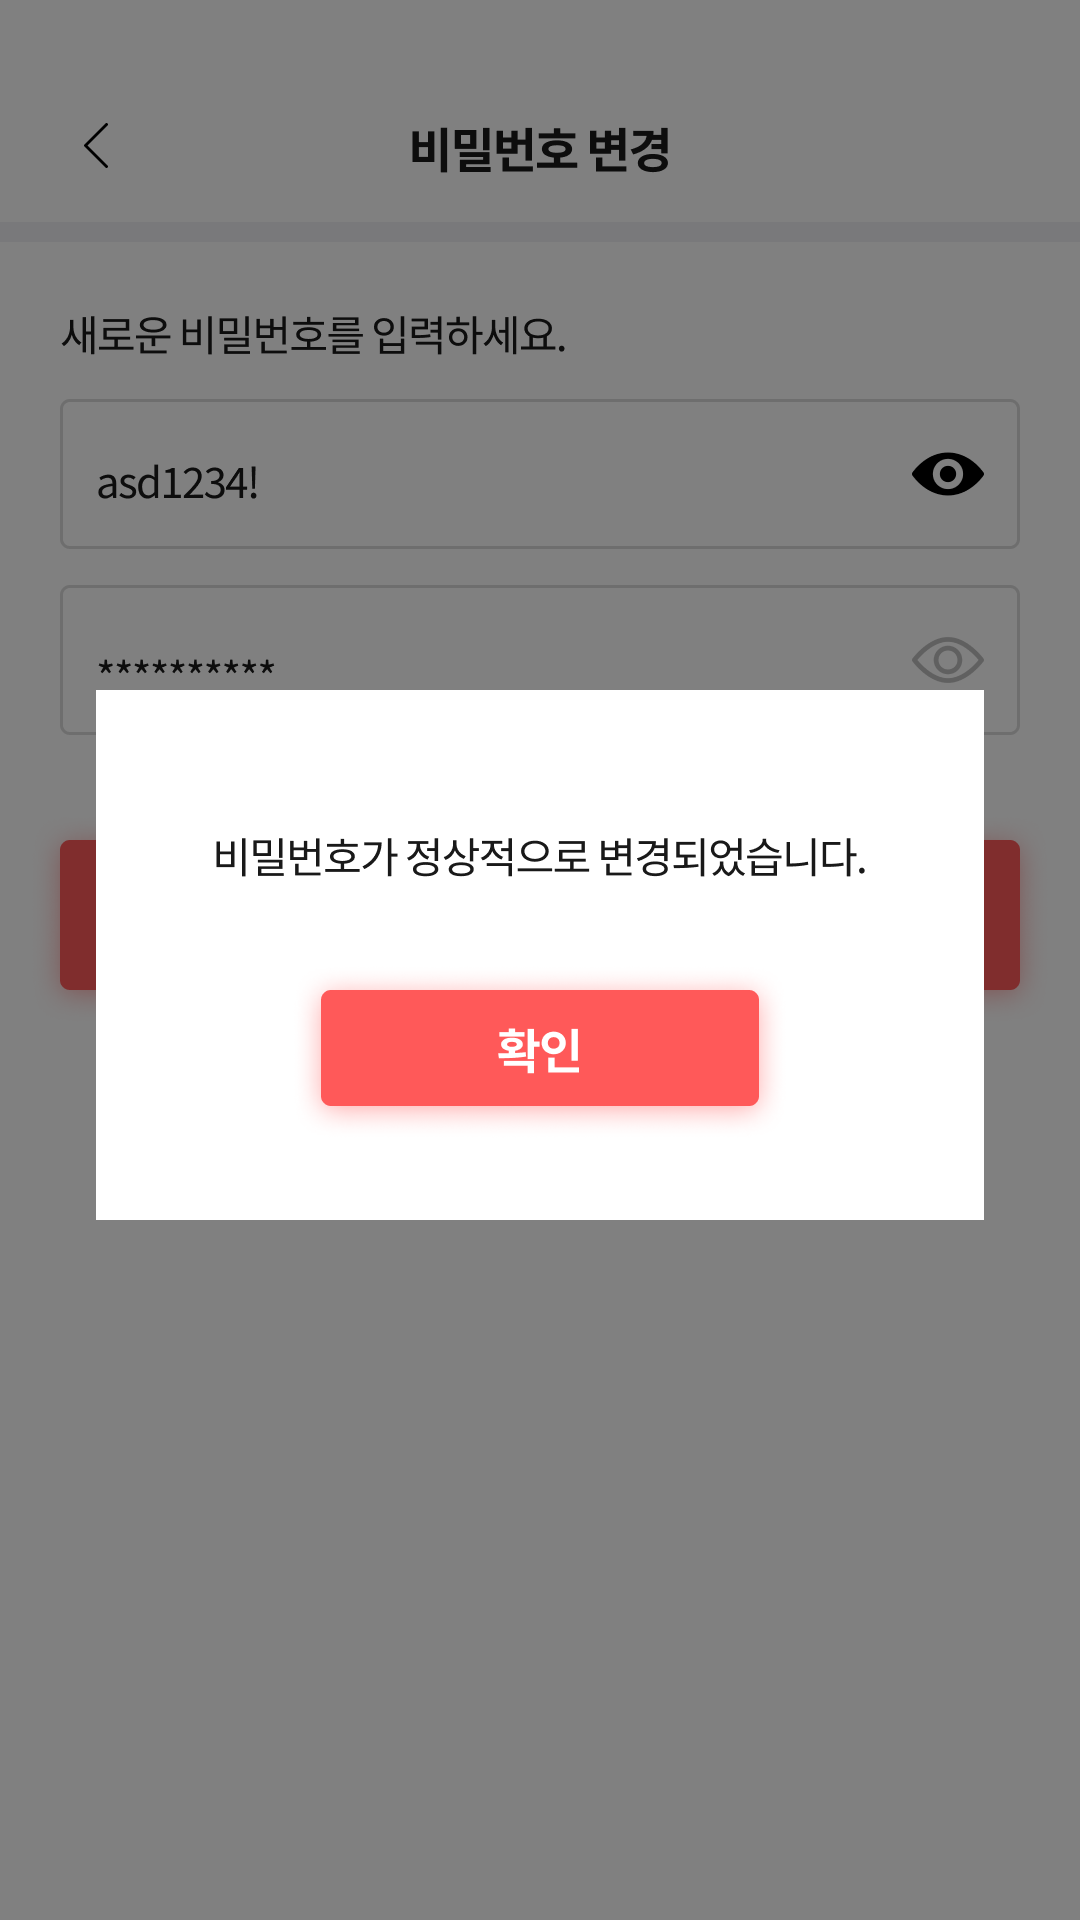 비밀번호 변경
새로운 비밀번호를 입력하세요.
asd1234!
**********
비밀번호가 정상적으로 변경되었습니다.
확인